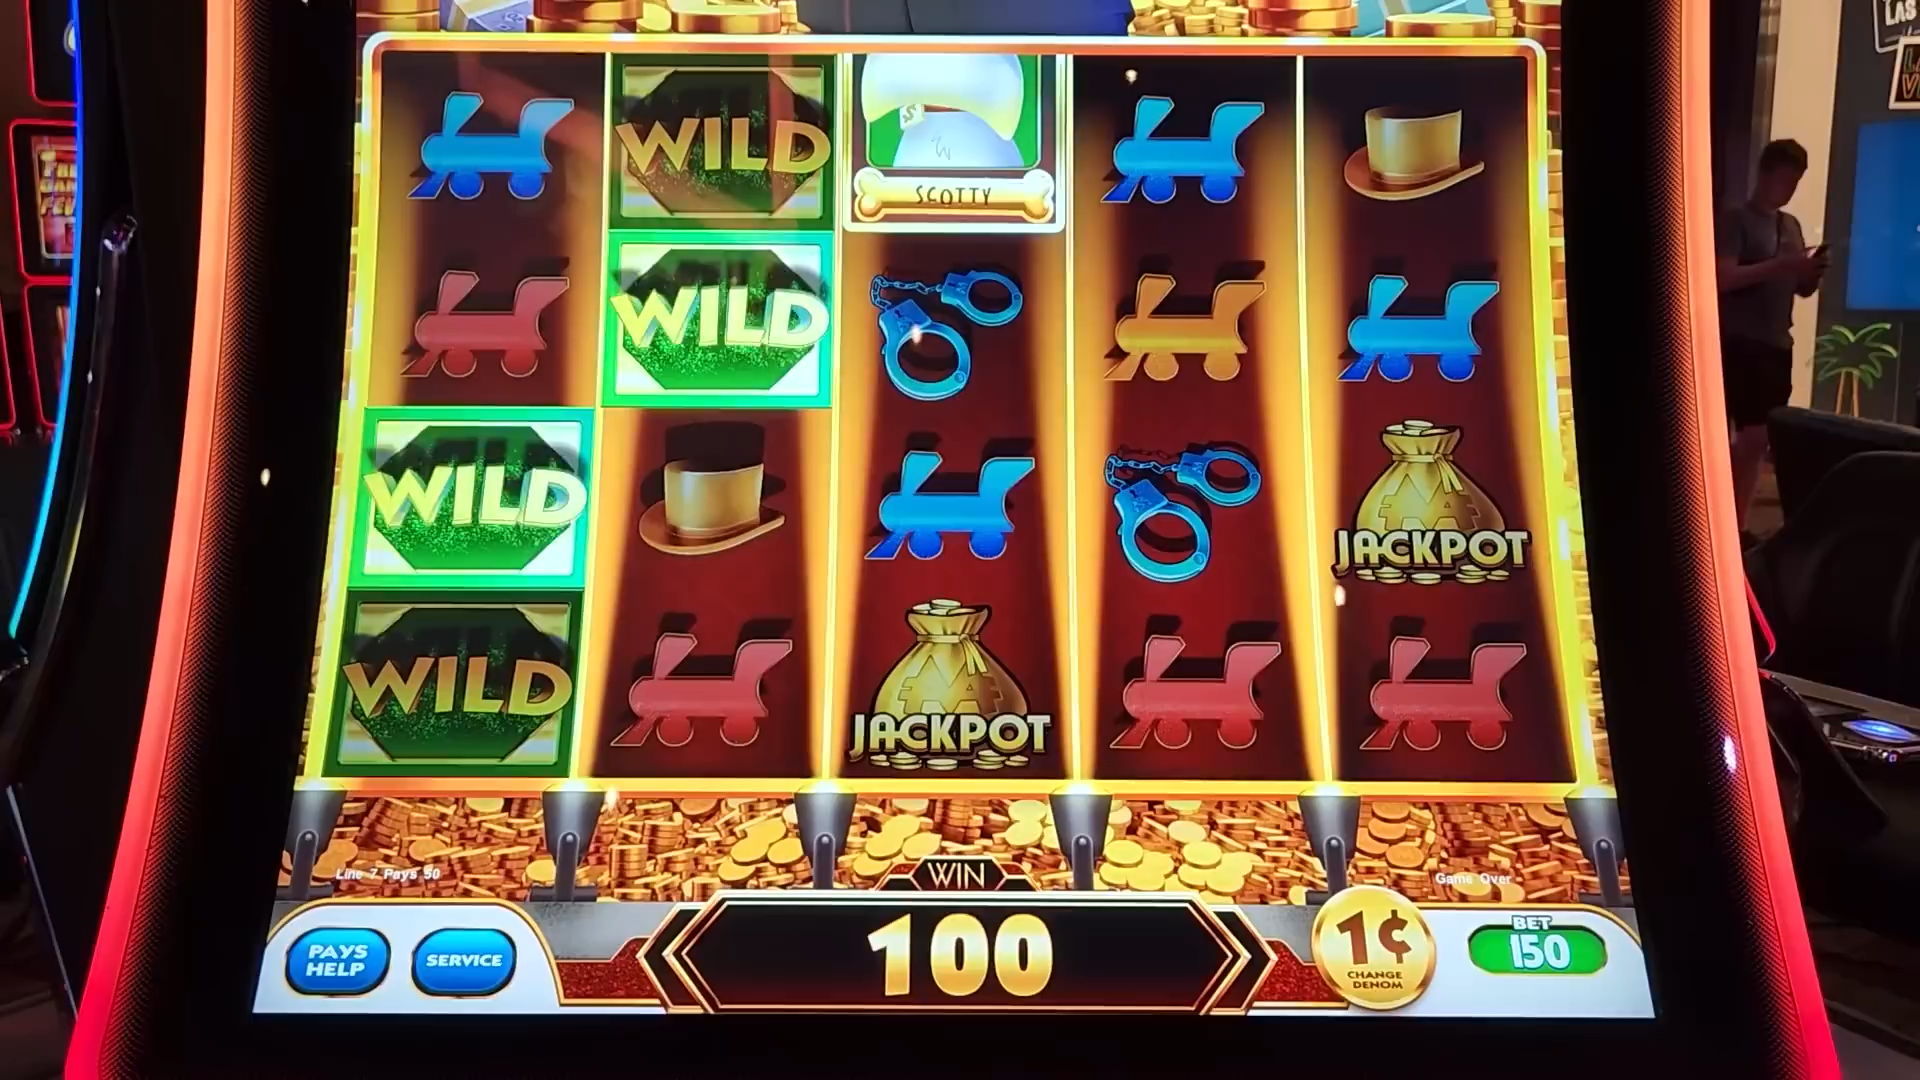 WILD
SCOTTY
WILD
WILD
JACKPOT
WILD
JACKPOT
Line 7 Pays 50
WIN
Game Over
PAYS
HELP
SERVICE
100
1¢
CHANGE
DENOM
BET
150
LAS